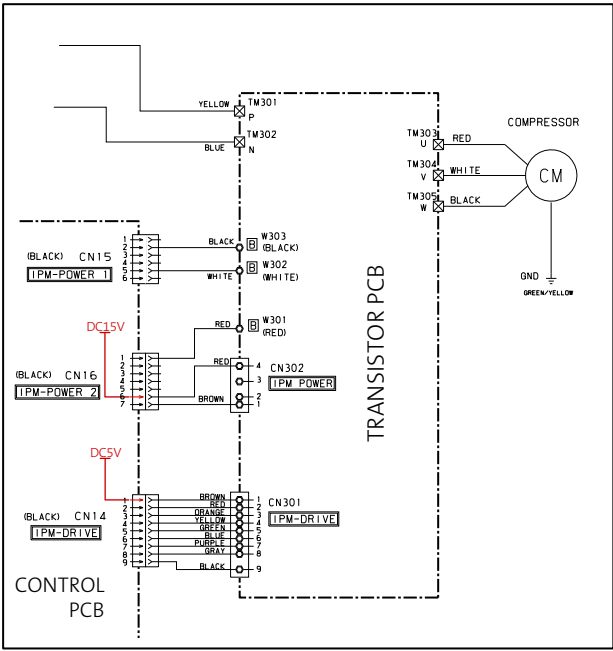 YELLOW TM301
P
TM302
BLUE N
TM303
U RED
COMPRESSOR
TM304
V WHITE
CM
TM305
W BLACK
GND
GREEN/YELLOW
TRANSISTOR PCB
1
2
3
4
5
6
(BLACK) CN15
IPM-POWER 1
BLACK B W303
(BLACK)
WHITE B W302
(WHITE)
DC15V
RED B W301
(RED)
1
2
3
4
5
6
7
(BLACK) CN16
IPM-POWER 2
RED 4 CN302
3 IPM POWER
2
BROWN 1
DC5V
1
2
3
4
5
6
7
8
9
(BLACK) CN14
IPM-DRIVE
BROWN 1 CN301
RED 2
ORANGE 3 IPM-DRIVE
YELLOW 4
GREEN 5
BLUE 6
PURPLE 7
GRAY 8
BLACK 9
CONTROL
PCB